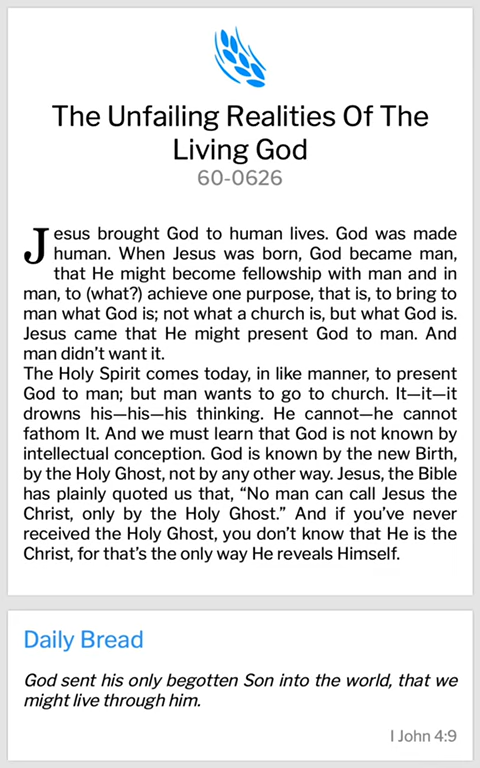 The Unfailing Realities Of The
Living God
60-0626
Jesus brought God to human lives. God was made
human. When Jesus was born, God became man,
that He might become fellowship with man and in
man, to (what?) achieve one purpose, that is, to bring to
man what God is; not what a church is, but what God is.
Jesus came that He might present God to man. And
man didn't want it.
The Holy Spirit comes today, in like manner, to present
God to man; but man wants to go to church. It—it—it
drowns his—his—his thinking. He cannot—he cannot
fathom It. And we must learn that God is not known by
intellectual conception. God is known by the new Birth,
by the Holy Ghost, not by any other way. Jesus, the Bible
has plainly quoted us that, “No man can call Jesus the
Christ, only by the Holy Ghost.” And if you've never
received the Holy Ghost, you don't know that He is the
Christ, for that's the only way He reveals Himself.
Daily Bread
God sent his only begotten Son into the world, that we
might live through him.
I John 4:9